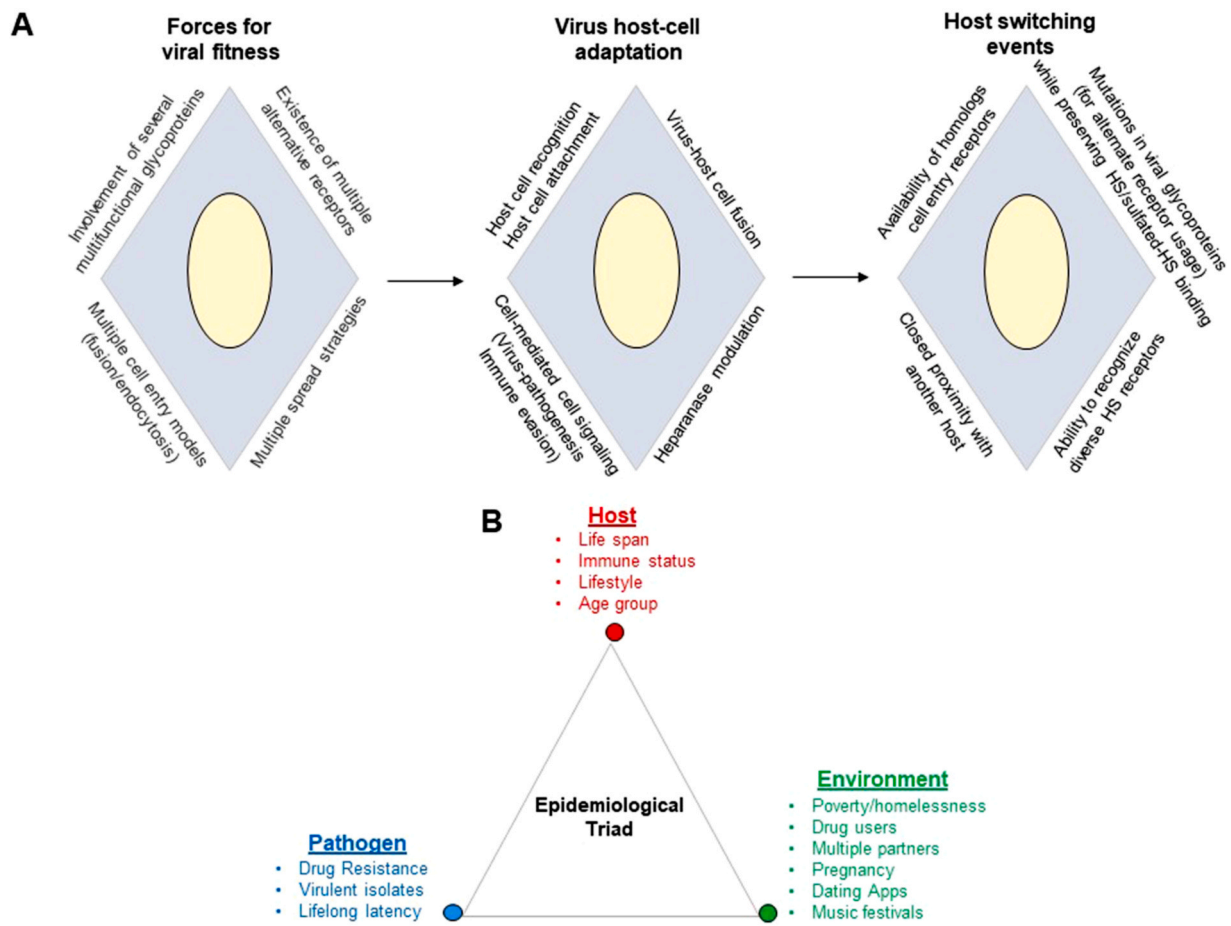 A
Forces for
viral fitness
Involvement of several
multifunctional glycoproteins
Existence of multiple
alternative receptors
Multiple cell entry models
(fusion/endocytosis)
Multiple spread strategies
Virus host-cell
adaptation
Host cell recognition
Host cell attachment
Virus-host cell fusion
Cell-mediated cell signaling
(Virus-pathogenesis
Immune evasion)
Heparanase modulation
Host switching
events
Availability of homologs
cell entry receptors
Mutations in viral glycoproteins
(for alternate receptor usage)
while preserving HS/sulfated-HS binding
Closed proximity with
another host
Ability to recognize
diverse HS receptors
B
Host
• Life span
• Immune status
• Lifestyle
• Age group
Epidemiological
Triad
Pathogen
• Drug Resistance
• Virulent isolates
• Lifelong latency
Environment
• Poverty/homelessness
• Drug users
• Multiple partners
• Pregnancy
• Dating Apps
• Music festivals